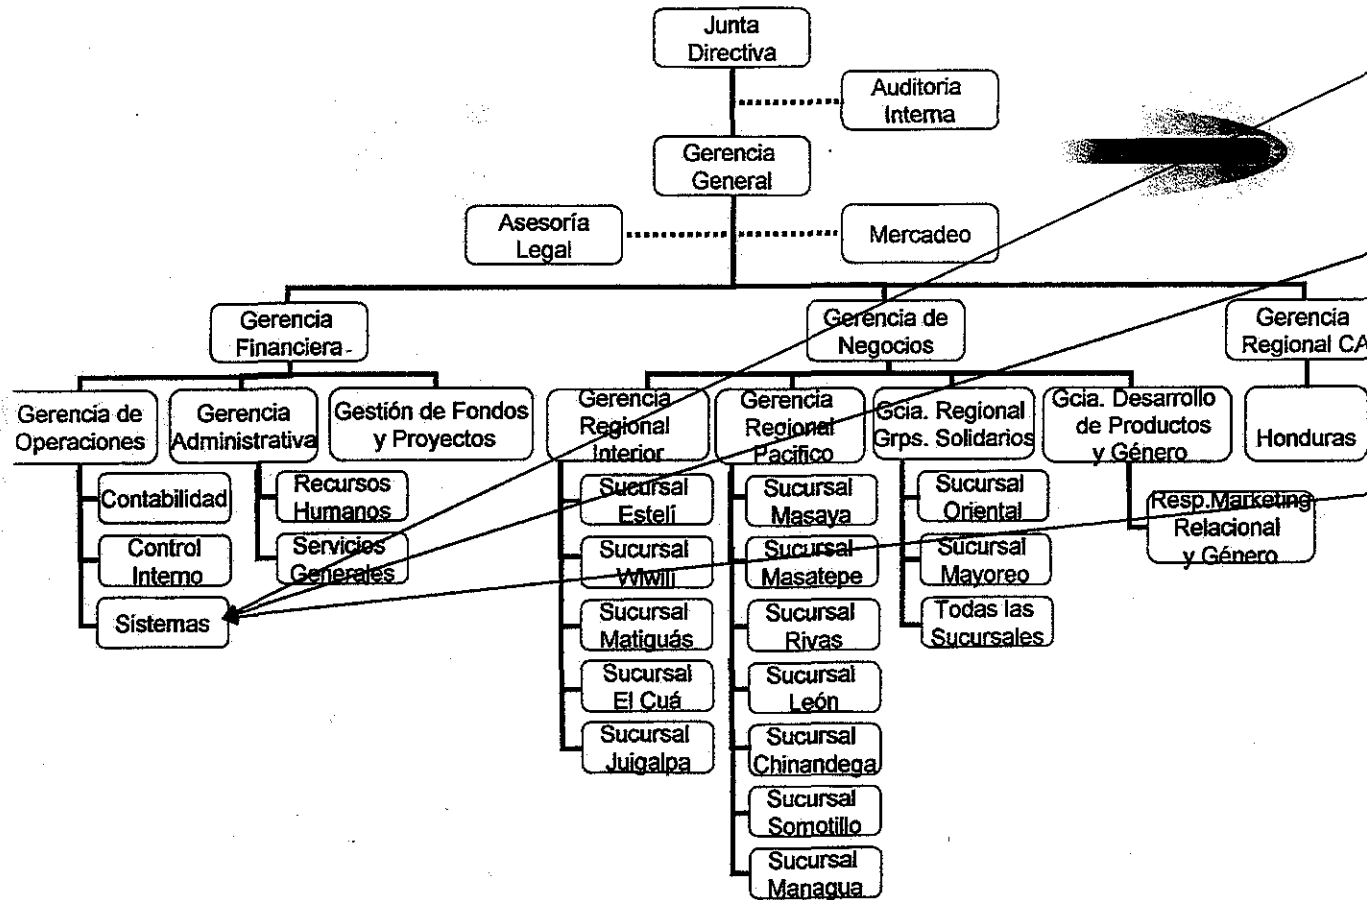 Junta
Directiva
Auditoria
Interna
Gerencia
General
Asesoría
Legal
Mercadeo
Gerencia
Financiera
Gerencia de
Negocios
Gerencia
Regional CA
Gerencia de
Operaciones
Gerencia
Administrativa
Gestión de Fondos
y Proyectos
Gerencia
Regional
Interior
Gerencia
Regional
Pacifico
Gcia. Regional
Grps. Solidarios
Gcia. Desarrollo
de Productos
y Género
Honduras
Contabilidad
Control
Interno
Sistemas
Recursos
Humanos
Servicios
Generales
Sucursal
Estelí
Sucursal
Wiwilí
Sucursal
Matiguás
Sucursal
El Cuá
Sucursal
Juigalpa
Sucursal
Masaya
Sucursal
Masatepe
Sucursal
Rivas
Sucursal
León
Sucursal
Chinandega
Sucursal
Somotillo
Sucursal
Managua
Sucursal
Oriental
Sucursal
Mayoreo
Todas las
Sucursales
Resp.Marketing
Relacional
y Género